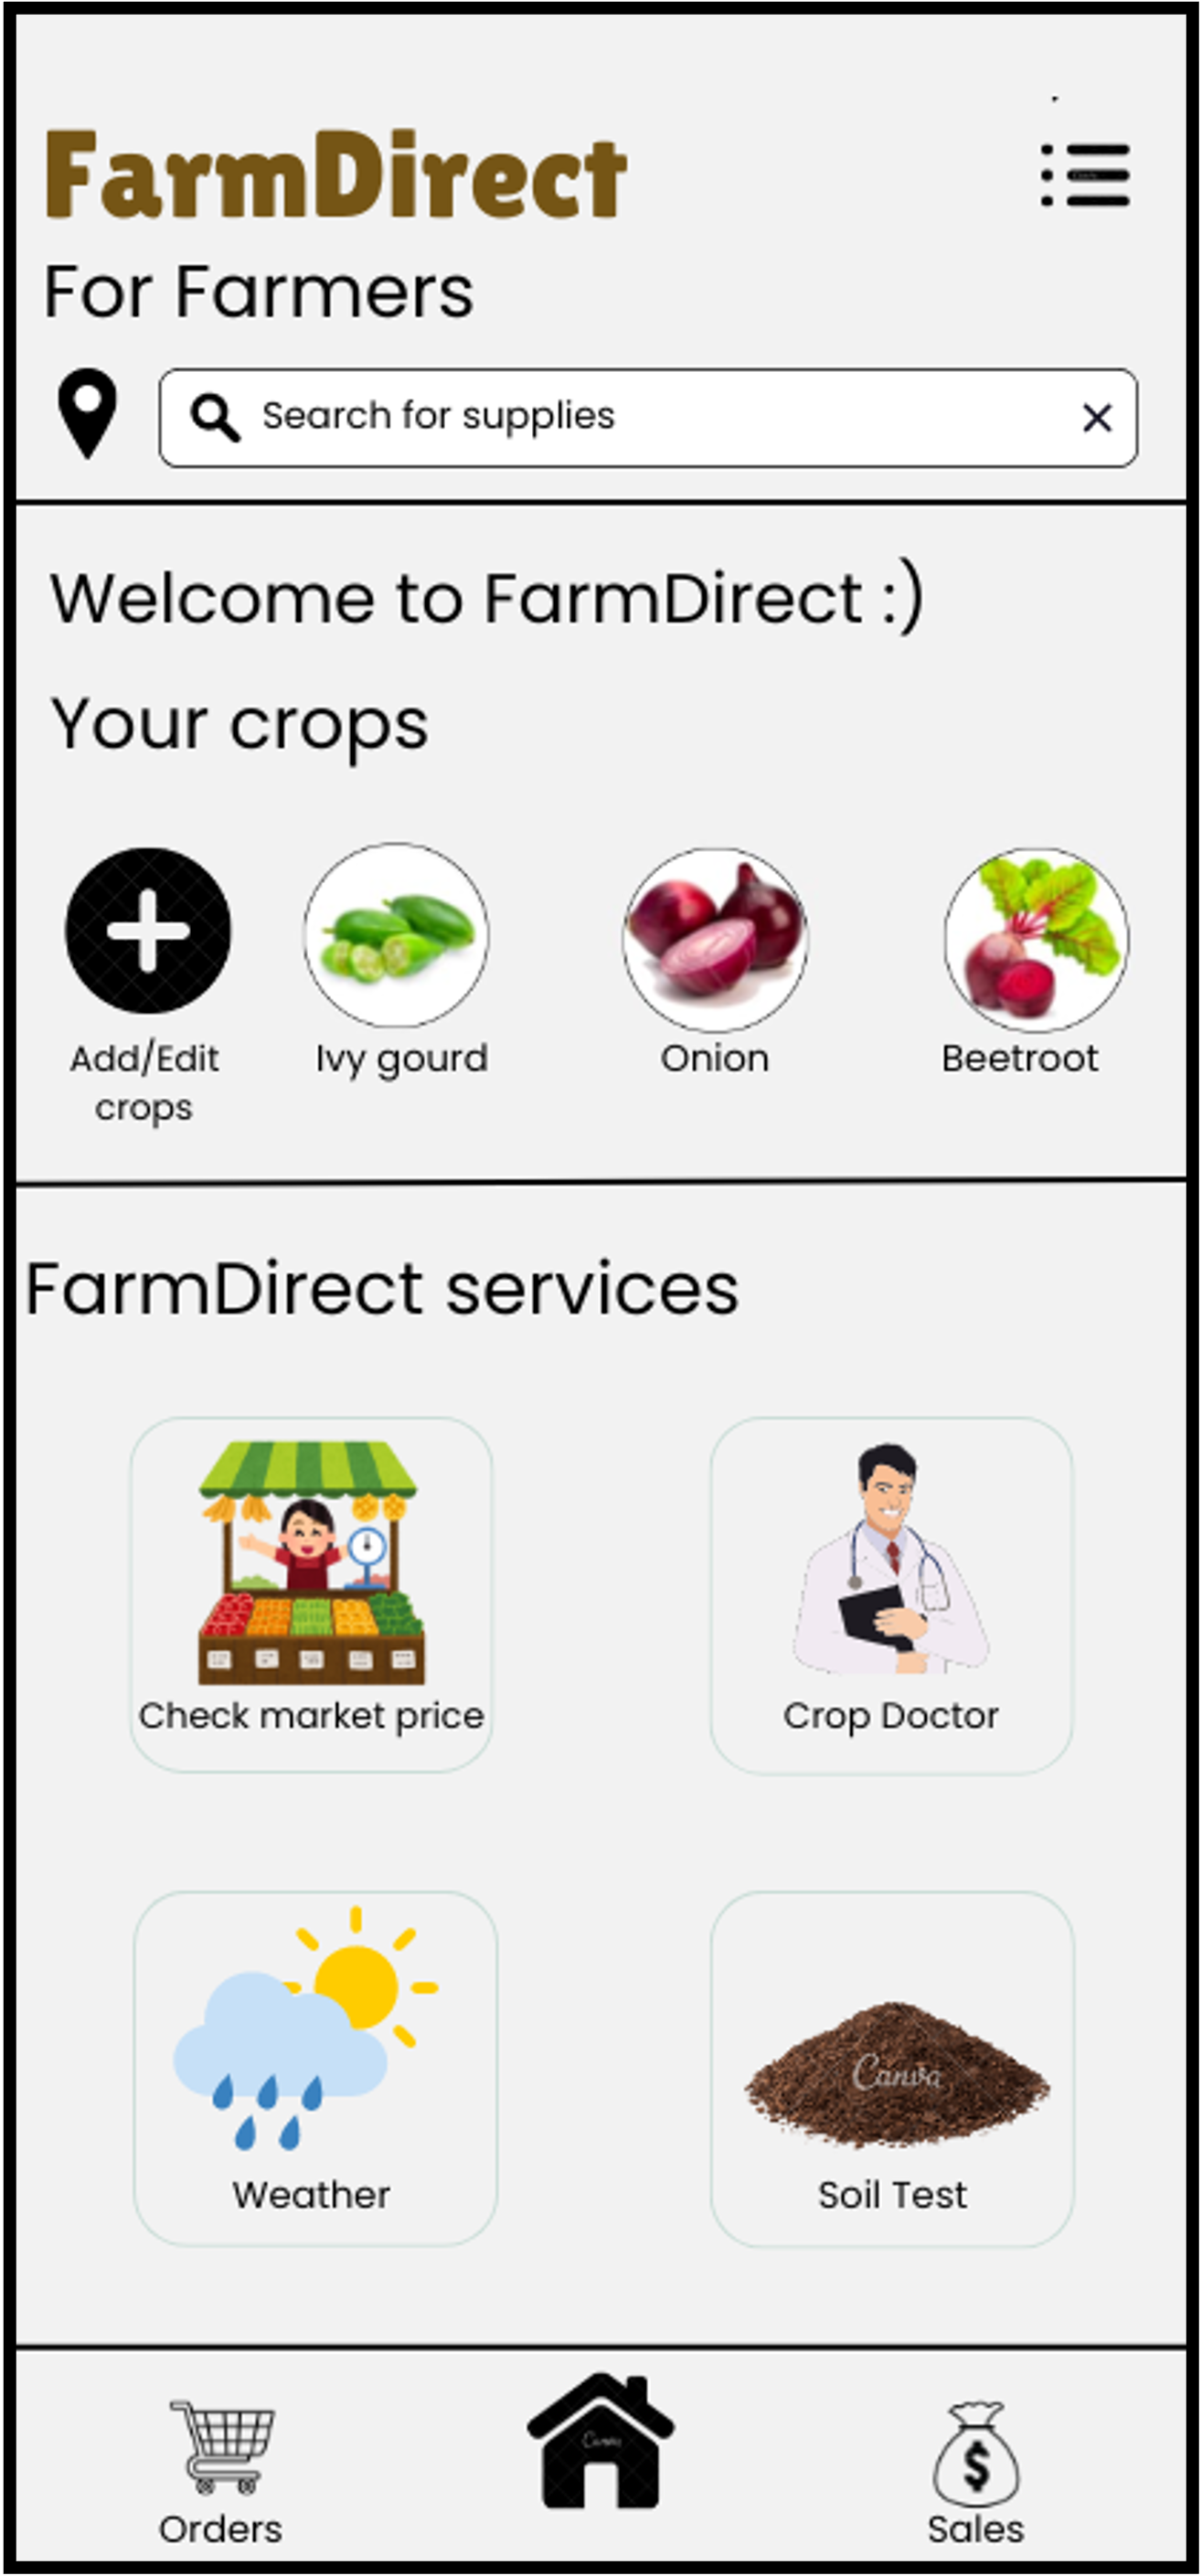 FarmDirect
For Farmers
Search for supplies
Welcome to FarmDirect :)
Your crops
Add/Edit
crops
Ivy gourd
Onion
Beetroot
FarmDirect services
Check market price
Crop Doctor
Canva
Weather
Soil Test
Canva
$
Orders
Sales